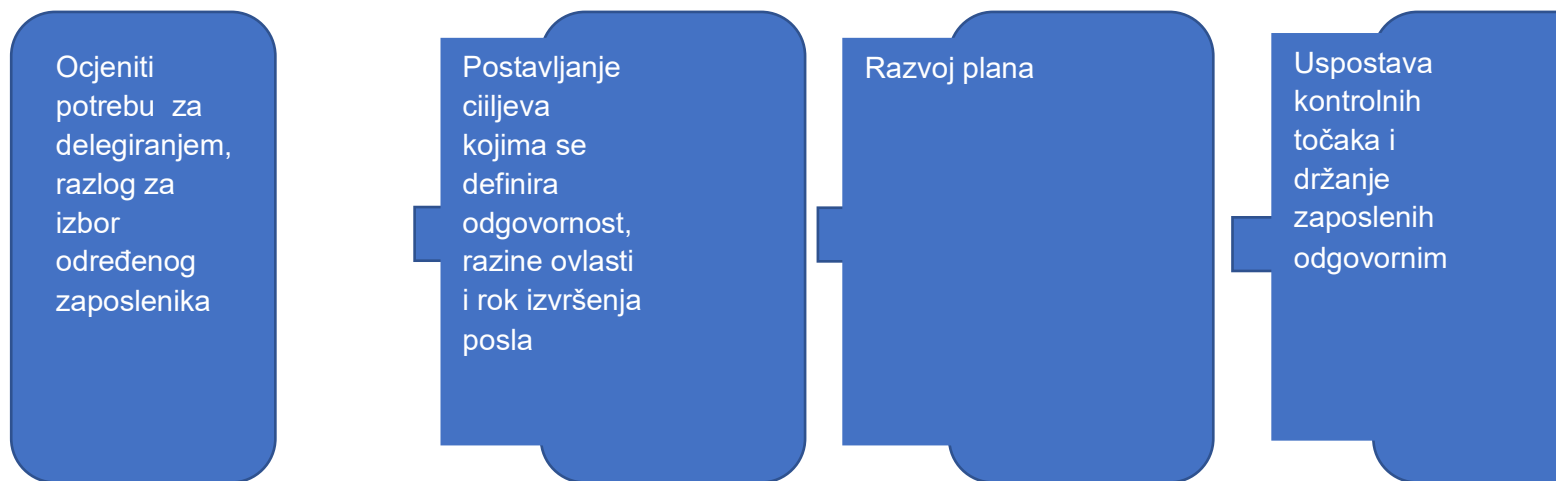 Ocjeniti
potrebu  za
delegiranjem,
razlog za
izbor
određenog
zaposlenika
Postavljanje
ciiljeva
kojima se
definira
odgovornost,
razine ovlasti
i rok izvršenja
posla
Razvoj plana
Uspostava
kontrolnih
točaka i
držanje
zaposlenih
odgovornim